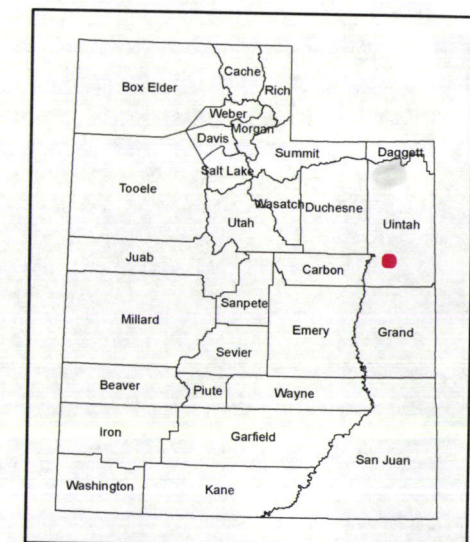 Cache
Box Elder
Rich
Weber
Morgan
Davis
Summit
Daggett
Salt Lake
Tooele
Wasatch
Duchesne
Utah
Uintah
Juab
Carbon
Sanpete
Millard
Emery
Grand
Sevier
Beaver
Piute
Wayne
Iron
Garfield
San Juan
Washington
Kane